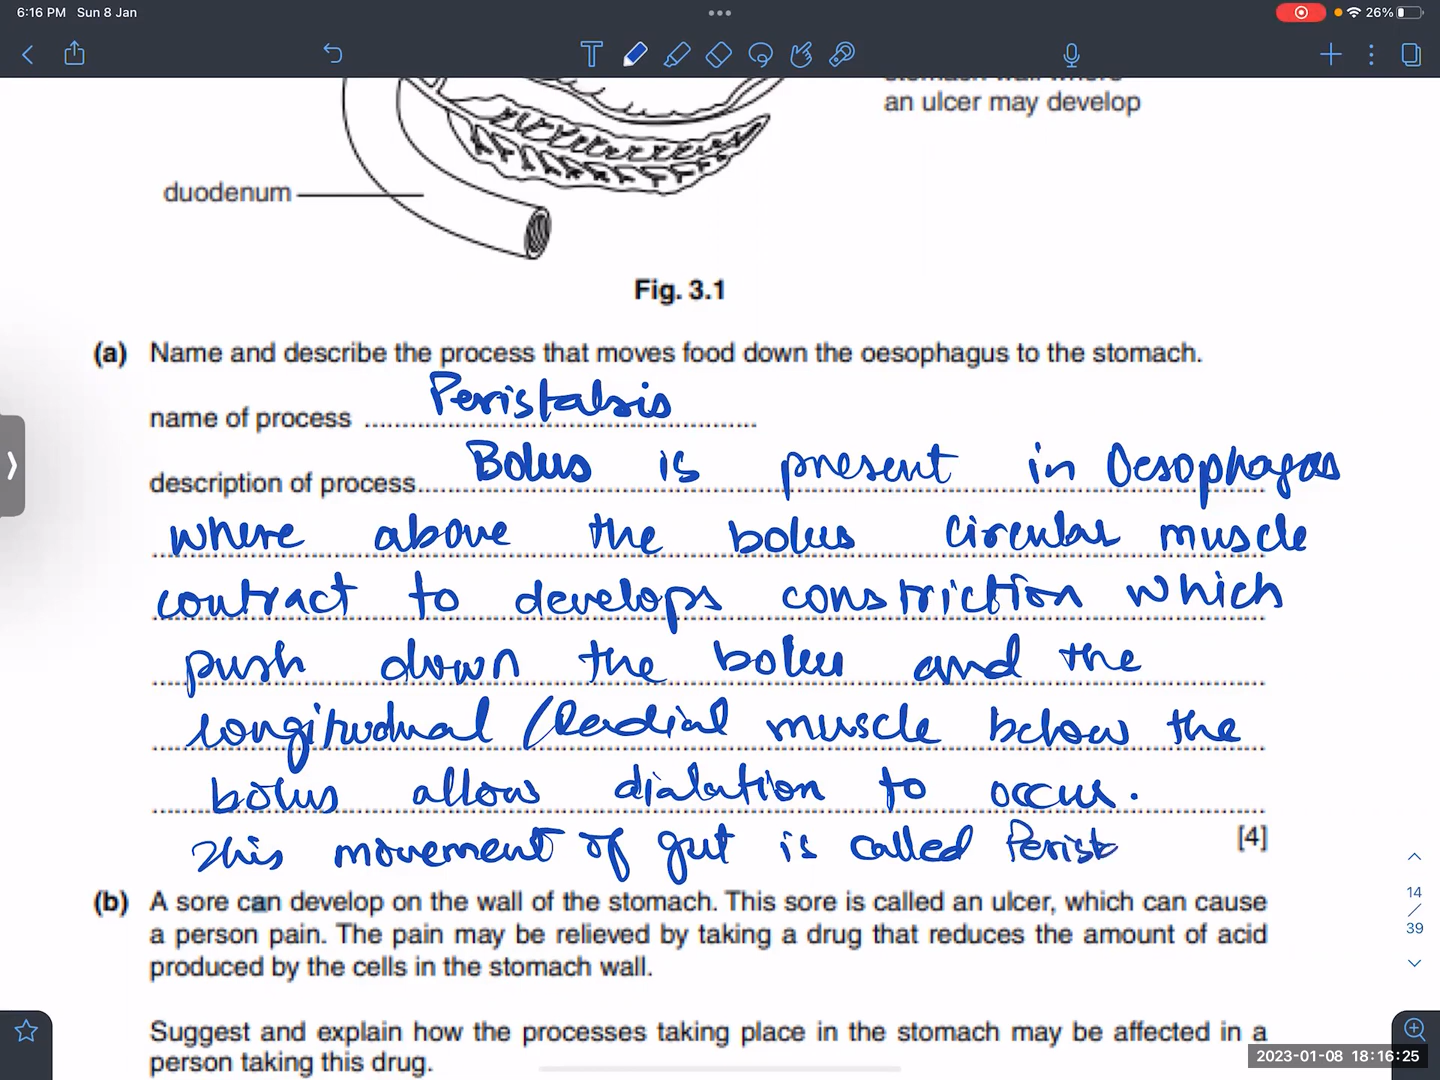 6:16 PM Sun 8 Jan
26%
an ulcer may develop
duodenum
Fig. 3.1
(a) Name and describe the process that moves food down the oesophagus to the stomach.
name of process Peristalsis
description of process Bolus is present in Oesophagas
where above the bolus circular muscle
contract to develops constriction which
push down the bolus and the
longitudnal / Radial muscle below the
bolus allow dialation to occur.
This movement of gut is called Perist
[4]
(b) A sore can develop on the wall of the stomach. This sore is called an ulcer, which can cause
a person pain. The pain may be relieved by taking a drug that reduces the amount of acid
produced by the cells in the stomach wall.
Suggest and explain how the processes taking place in the stomach may be affected in a
person taking this drug.
14
39
2023-01-08 18:16:25